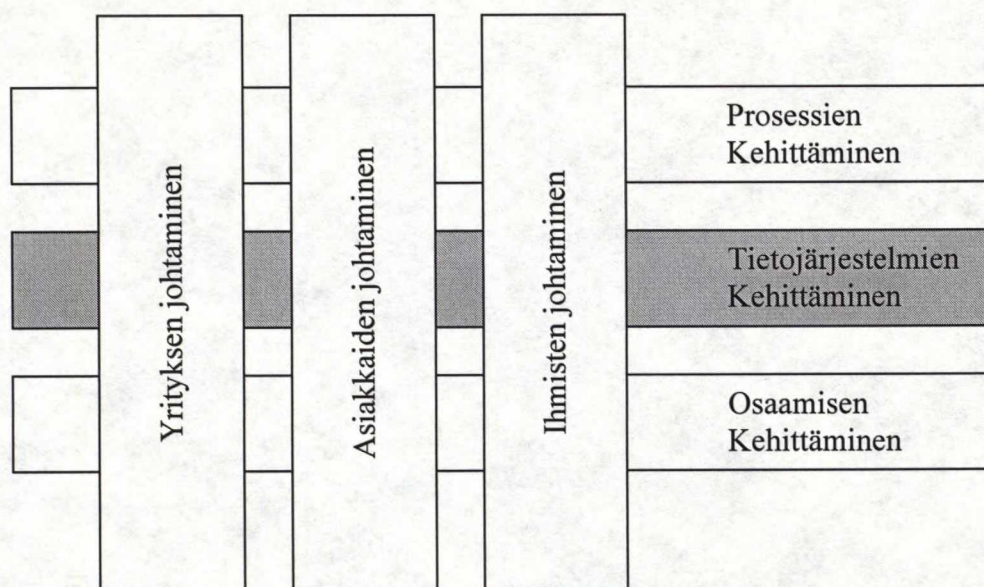 Yrityksen johtaminen
Asiakkaiden johtaminen
Ihmisten johtaminen
Prosessien
Kehittäminen
Tietojärjestelmien
Kehittäminen
Osaamisen
Kehittäminen